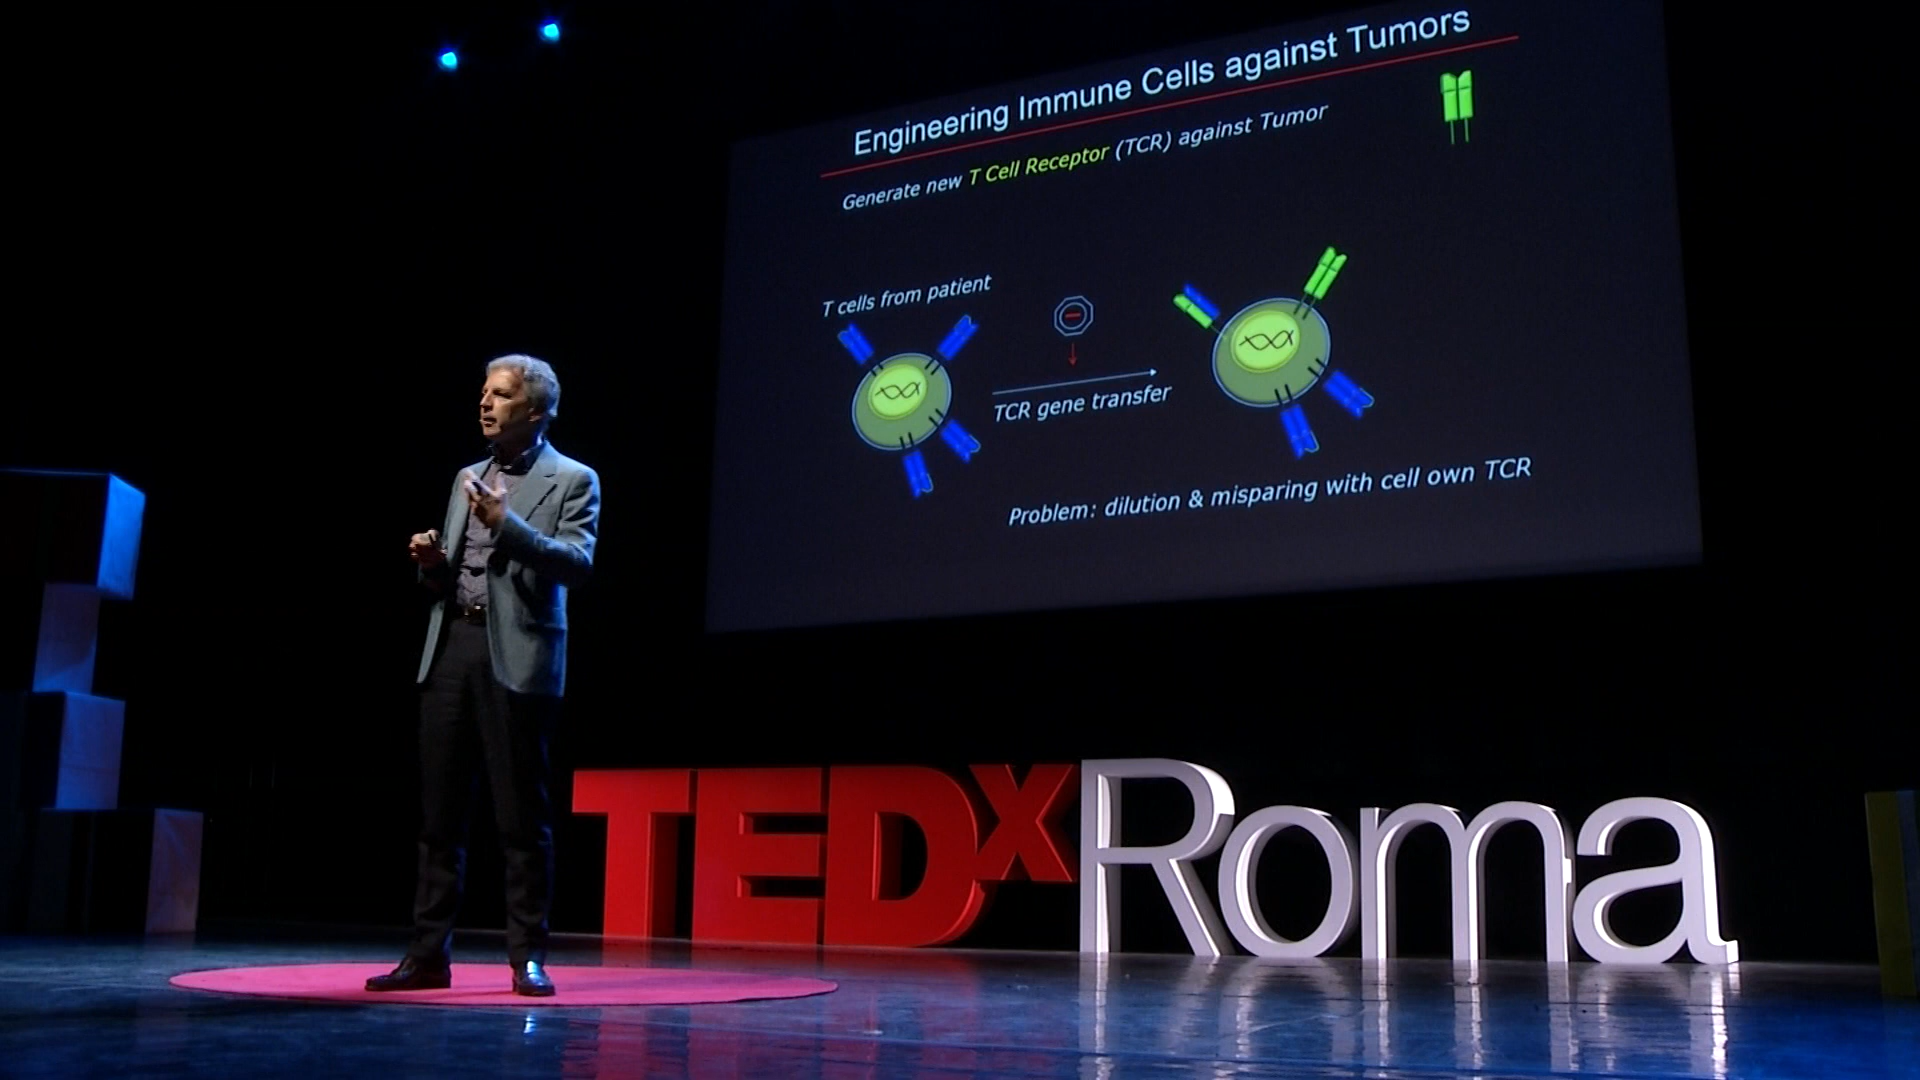 Engineering Immune Cells against Tumors
Generate new T Cell Receptor (TCR) against Tumor
T cells from patient
TCR gene transfer
Problem: dilution & misparing with cell own TCR
TEDxRoma